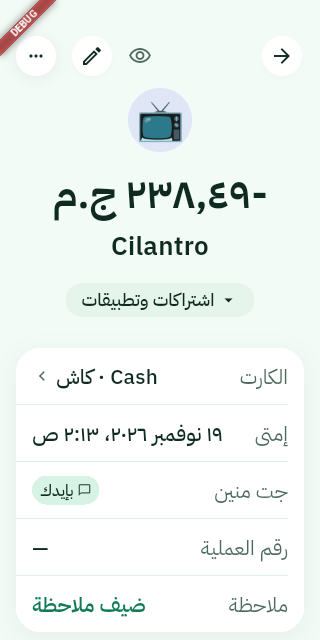 DEBUG
-٢٣٨,٤٩ ج.م
Cilantro
اشتراكات وتطبيقات
الكارت
Cash · كاش
إمتى
١٩ نوفمبر ٢٠٢٦، ٢:١٣ ص
جت منين
بإيدك
رقم العملية
—
ملاحظة
ضيف ملاحظة